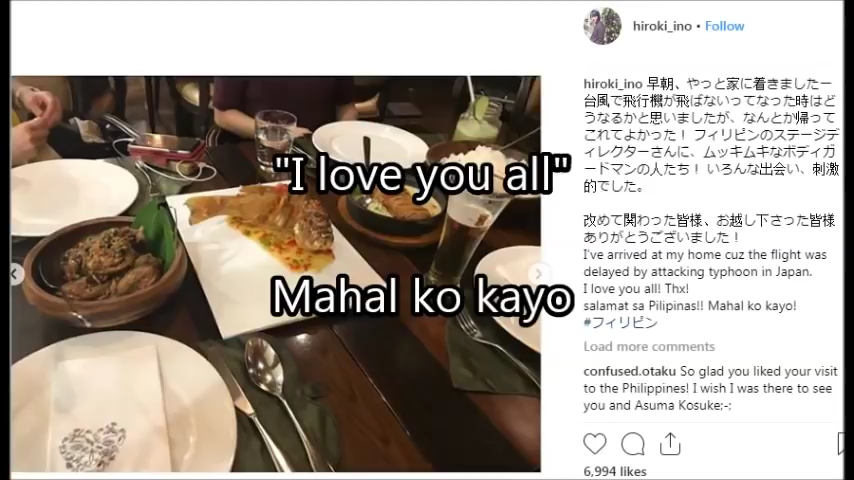 hiroki_ino • Follow
hiroki_ino 早朝、やっと家に着きましたー
台風で飛行機が飛ばないってなった時はど
うなるかと思いましたが、なんとか帰って
これてよかった！ フィリピンのステージデ
ィレクターさんに、ムッキムキなボディガ
ードマンの人たち！ いろんな出会い、刺激
的でした。
改めて関わった皆様、お越し下さった皆様
ありがとうございました！
I've arrived at my home cuz the flight was
delayed by attacking typhoon in Japan.
I love you all! Thx!
salamat sa Pilipinas!! Mahal ko kayo!
#フィリピン
Load more comments
confused.otaku So glad you liked your visit
to the Philippines! I wish I was there to see
you and Asuma Kosuke;-;
6,994 likes
"I love you all"
Mahal ko kayo